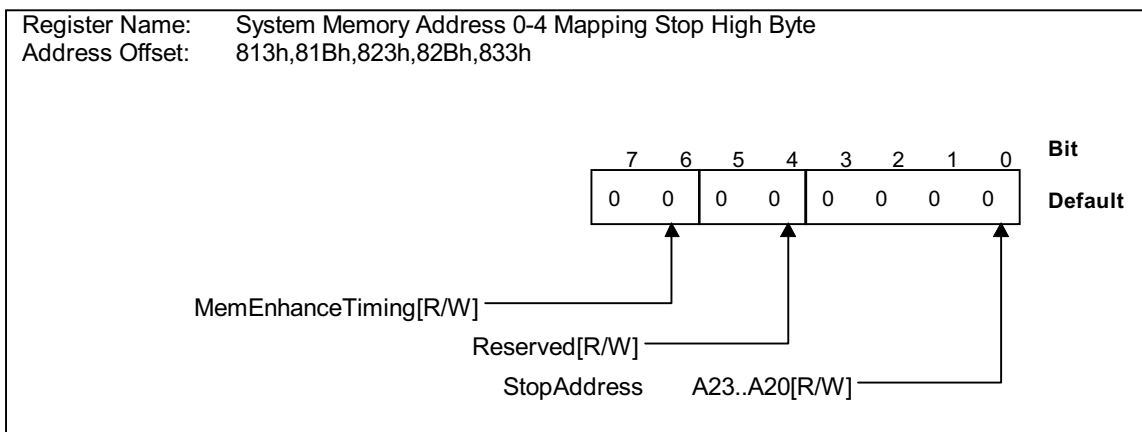 Register Name: System Memory Address 0-4 Mapping Stop High Byte
Address Offset: 813h,81Bh,823h,82Bh,833h
7 6 5 4 3 2 1 0 Bit
0 0 0 0 0 0 0 0 Default
MemEnhanceTiming[R/W]
Reserved[R/W]
StopAddress A23..A20[R/W]